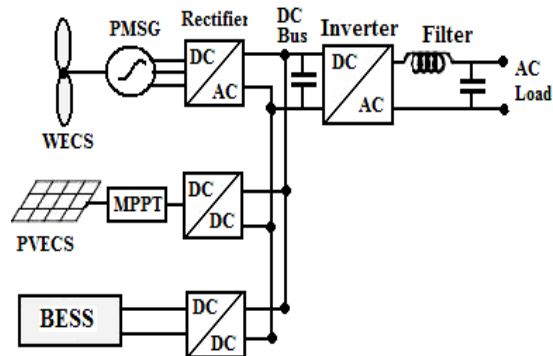 PMSG
Rectifier
DC
Bus
Inverter
Filter
DC
AC
DC
AC
AC
Load
WECS
MPPT
DC
DC
PVECS
BESS
DC
DC